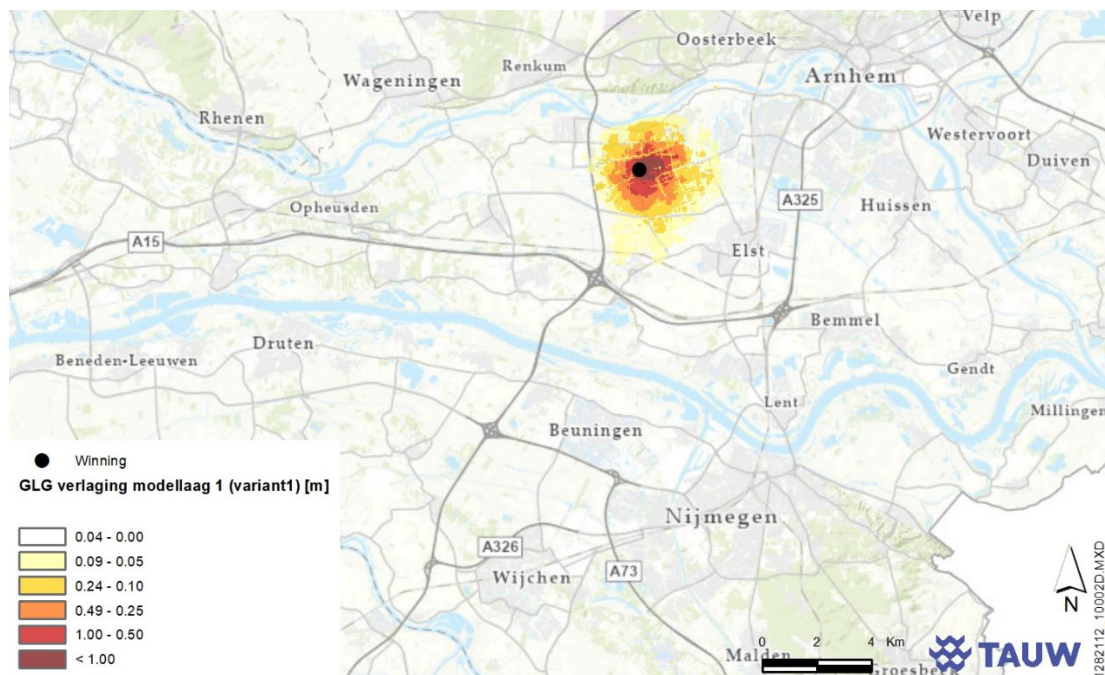 Velp
Oosterbeek
Renkum
Arnhem
Wageningen
Rhenen
Westervoort
Duiven
Opheusden
A325
Huissen
A15
Elst
Bemmel
Druten
Beneden-Leeuwen
Gendt
Lent
Millingen
Beuningen
Winning
GLG verlaging modellaag 1 (variant1) [m]
Nijmegen
0.04 - 0.00
0.09 - 0.05
A326
0.24 - 0.10
Wijchen
A73
0.49 - 0.25
N
1.00 - 0.50
0 2 4 Km
< 1.00
Malden
TAUW
Groesbeek
1282112_10002D.MXD